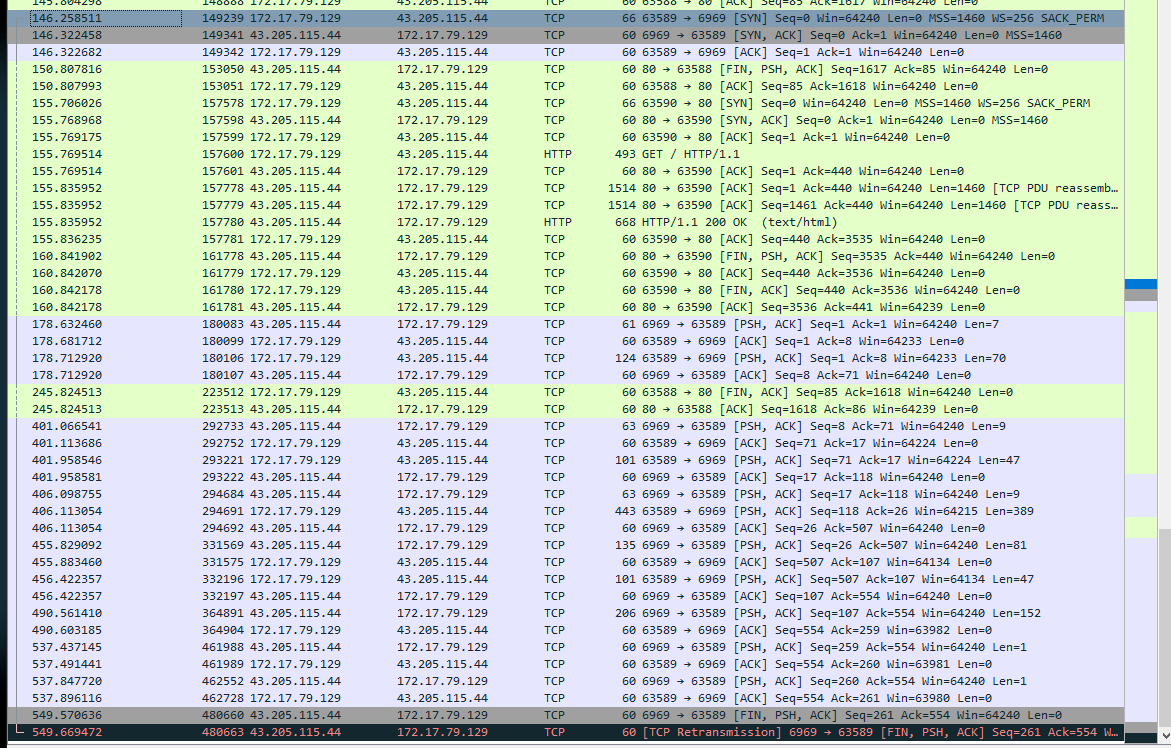 145.804298 148888 172.17.79.129 43.205.115.44 TCP 60 63588 → 80 [ACK] Seq=85 Ack=1617 Win=64240 Len=0
146.258511 149239 172.17.79.129 43.205.115.44 TCP 66 63589 → 6969 [SYN] Seq=0 Win=64240 Len=0 MSS=1460 WS=256 SACK_PERM
146.322458 149341 43.205.115.44 172.17.79.129 TCP 60 6969 → 63589 [SYN, ACK] Seq=0 Ack=1 Win=64240 Len=0 MSS=1460
146.322682 149342 172.17.79.129 43.205.115.44 TCP 60 63589 → 6969 [ACK] Seq=1 Ack=1 Win=64240 Len=0
150.807816 153050 43.205.115.44 172.17.79.129 TCP 60 80 → 63588 [FIN, PSH, ACK] Seq=1617 Ack=85 Win=64240 Len=0
150.807993 153051 172.17.79.129 43.205.115.44 TCP 60 63588 → 80 [ACK] Seq=85 Ack=1618 Win=64240 Len=0
155.706026 157578 172.17.79.129 43.205.115.44 TCP 66 63590 → 80 [SYN] Seq=0 Win=64240 Len=0 MSS=1460 WS=256 SACK_PERM
155.768968 157598 43.205.115.44 172.17.79.129 TCP 60 80 → 63590 [SYN, ACK] Seq=0 Ack=1 Win=64240 Len=0 MSS=1460
155.769175 157599 172.17.79.129 43.205.115.44 TCP 60 63590 → 80 [ACK] Seq=1 Ack=1 Win=64240 Len=0
155.769514 157600 172.17.79.129 43.205.115.44 HTTP 493 GET / HTTP/1.1
155.769514 157601 43.205.115.44 172.17.79.129 TCP 60 80 → 63590 [ACK] Seq=1 Ack=440 Win=64240 Len=0
155.835952 157778 43.205.115.44 172.17.79.129 TCP 1514 80 → 63590 [ACK] Seq=1 Ack=440 Win=64240 Len=1460 [TCP PDU reassemb…
155.835952 157779 43.205.115.44 172.17.79.129 TCP 1514 80 → 63590 [ACK] Seq=1461 Ack=440 Win=64240 Len=1460 [TCP PDU reass…
155.835952 157780 43.205.115.44 172.17.79.129 HTTP 668 HTTP/1.1 200 OK (text/html)
155.836235 157781 172.17.79.129 43.205.115.44 TCP 60 63590 → 80 [ACK] Seq=440 Ack=3535 Win=64240 Len=0
160.841902 161778 43.205.115.44 172.17.79.129 TCP 60 80 → 63590 [FIN, PSH, ACK] Seq=3535 Ack=440 Win=64240 Len=0
160.842070 161779 172.17.79.129 43.205.115.44 TCP 60 63590 → 80 [ACK] Seq=440 Ack=3536 Win=64240 Len=0
160.842178 161780 172.17.79.129 43.205.115.44 TCP 60 63590 → 80 [FIN, ACK] Seq=440 Ack=3536 Win=64240 Len=0
160.842178 161781 43.205.115.44 172.17.79.129 TCP 60 80 → 63590 [ACK] Seq=3536 Ack=441 Win=64239 Len=0
178.632460 180083 43.205.115.44 172.17.79.129 TCP 61 6969 → 63589 [PSH, ACK] Seq=1 Ack=1 Win=64240 Len=7
178.681712 180099 172.17.79.129 43.205.115.44 TCP 60 63589 → 6969 [ACK] Seq=1 Ack=8 Win=64233 Len=0
178.712920 180106 172.17.79.129 43.205.115.44 TCP 124 63589 → 6969 [PSH, ACK] Seq=1 Ack=8 Win=64233 Len=70
178.712920 180107 43.205.115.44 172.17.79.129 TCP 60 6969 → 63589 [ACK] Seq=8 Ack=71 Win=64240 Len=0
245.824513 223512 172.17.79.129 43.205.115.44 TCP 60 63588 → 80 [FIN, ACK] Seq=85 Ack=1618 Win=64240 Len=0
245.824513 223513 43.205.115.44 172.17.79.129 TCP 60 80 → 63588 [ACK] Seq=1618 Ack=86 Win=64239 Len=0
401.066541 292733 43.205.115.44 172.17.79.129 TCP 63 6969 → 63589 [PSH, ACK] Seq=8 Ack=71 Win=64240 Len=9
401.113686 292752 172.17.79.129 43.205.115.44 TCP 60 63589 → 6969 [ACK] Seq=71 Ack=17 Win=64224 Len=0
401.958546 293221 172.17.79.129 43.205.115.44 TCP 101 63589 → 6969 [PSH, ACK] Seq=71 Ack=17 Win=64224 Len=47
401.958581 293222 43.205.115.44 172.17.79.129 TCP 60 6969 → 63589 [ACK] Seq=17 Ack=118 Win=64240 Len=0
406.098755 294684 43.205.115.44 172.17.79.129 TCP 63 6969 → 63589 [PSH, ACK] Seq=17 Ack=118 Win=64240 Len=9
406.113054 294691 172.17.79.129 43.205.115.44 TCP 443 63589 → 6969 [PSH, ACK] Seq=118 Ack=26 Win=64215 Len=389
406.113054 294692 43.205.115.44 172.17.79.129 TCP 60 6969 → 63589 [ACK] Seq=26 Ack=507 Win=64240 Len=0
455.829092 331569 43.205.115.44 172.17.79.129 TCP 135 6969 → 63589 [PSH, ACK] Seq=26 Ack=507 Win=64240 Len=81
455.883460 331575 172.17.79.129 43.205.115.44 TCP 60 63589 → 6969 [ACK] Seq=507 Ack=107 Win=64134 Len=0
456.422357 332196 172.17.79.129 43.205.115.44 TCP 101 63589 → 6969 [PSH, ACK] Seq=507 Ack=107 Win=64134 Len=47
456.422357 332197 43.205.115.44 172.17.79.129 TCP 60 6969 → 63589 [ACK] Seq=107 Ack=554 Win=64240 Len=0
490.561410 364891 43.205.115.44 172.17.79.129 TCP 206 6969 → 63589 [PSH, ACK] Seq=107 Ack=554 Win=64240 Len=152
490.603185 364904 172.17.79.129 43.205.115.44 TCP 60 63589 → 6969 [ACK] Seq=554 Ack=259 Win=63982 Len=0
537.437145 461988 43.205.115.44 172.17.79.129 TCP 60 6969 → 63589 [PSH, ACK] Seq=259 Ack=554 Win=64240 Len=1
537.491441 461989 172.17.79.129 43.205.115.44 TCP 60 63589 → 6969 [ACK] Seq=554 Ack=260 Win=63981 Len=0
537.847720 462552 43.205.115.44 172.17.79.129 TCP 60 6969 → 63589 [PSH, ACK] Seq=260 Ack=554 Win=64240 Len=1
537.896116 462728 172.17.79.129 43.205.115.44 TCP 60 63589 → 6969 [ACK] Seq=554 Ack=261 Win=63980 Len=0
549.570636 480660 43.205.115.44 172.17.79.129 TCP 60 6969 → 63589 [FIN, PSH, ACK] Seq=261 Ack=554 Win=64240 Len=0
549.669472 480663 43.205.115.44 172.17.79.129 TCP 60 [TCP Retransmission] 6969 → 63589 [FIN, PSH, ACK] Seq=261 Ack=554 W…